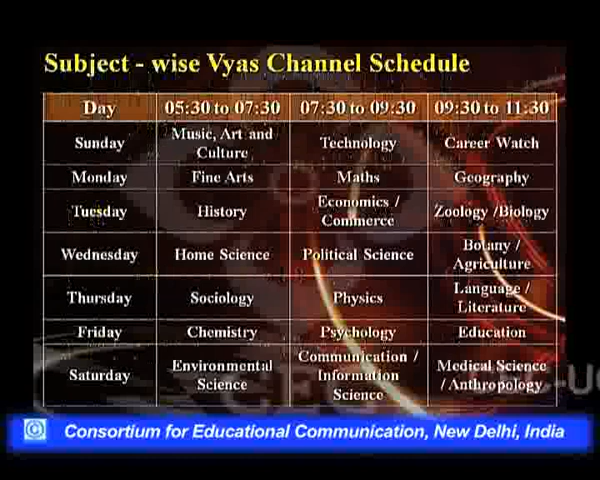 Subject - wise Vyas Channel Schedule
Day 05:30 to 07:30 07:30 to 09:30 09:30 to 11:30
Sunday Music, Art and Culture Technology Career Watch
Monday Fine Arts Maths Geography
Tuesday History Economics / Commerce Zoology /Biology
Wednesday Home Science Political Science Botany / Agriculture
Thursday Sociology Physics Language / Literature
Friday Chemistry Psychology Education
Saturday Environmental Science Communication / Information Science Medical Science / Anthropology
© Consortium for Educational Communication, New Delhi, India